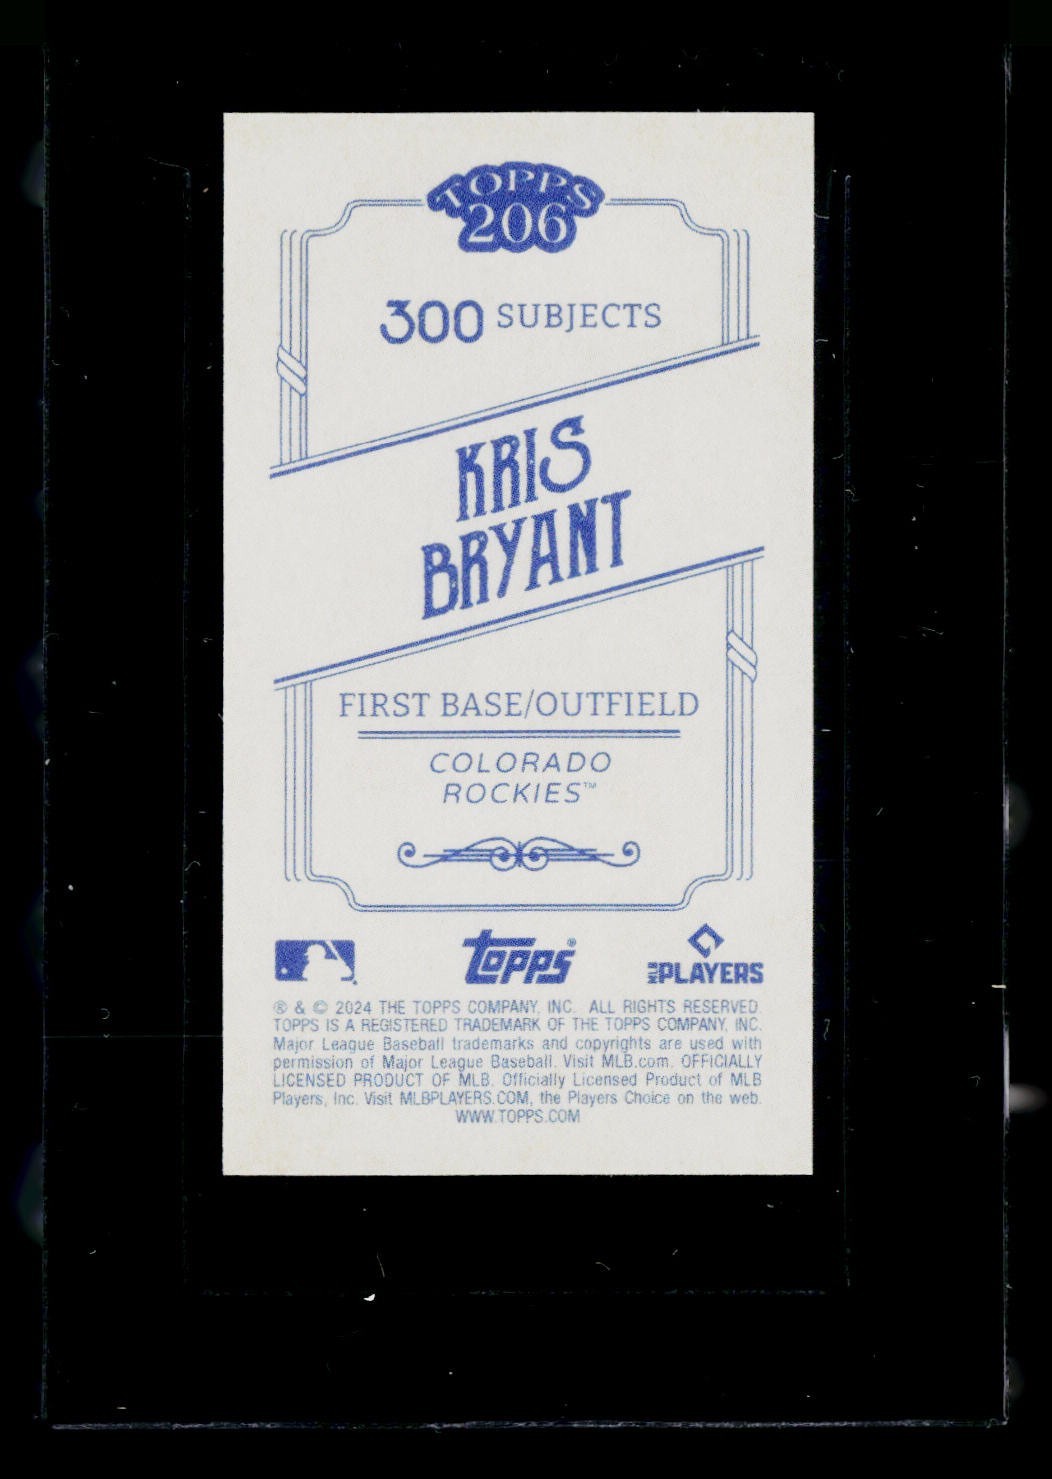 TOPPS
206
300 SUBJECTS
KRIS
BRYANT
FIRST BASE/OUTFIELD
COLORADO
ROCKIES™
topps®
MLB PLAYERS
® & © 2024 THE TOPPS COMPANY, INC. ALL RIGHTS RESERVED.
TOPPS IS A REGISTERED TRADEMARK OF THE TOPPS COMPANY, INC.
Major League Baseball trademarks and copyrights are used with
permission of Major League Baseball. Visit MLB.com. OFFICIALLY
LICENSED PRODUCT OF MLB. Officially Licensed Product of MLB
Players, Inc. Visit MLBPLAYERS.COM, the Players Choice on the web.
WWW.TOPPS.COM